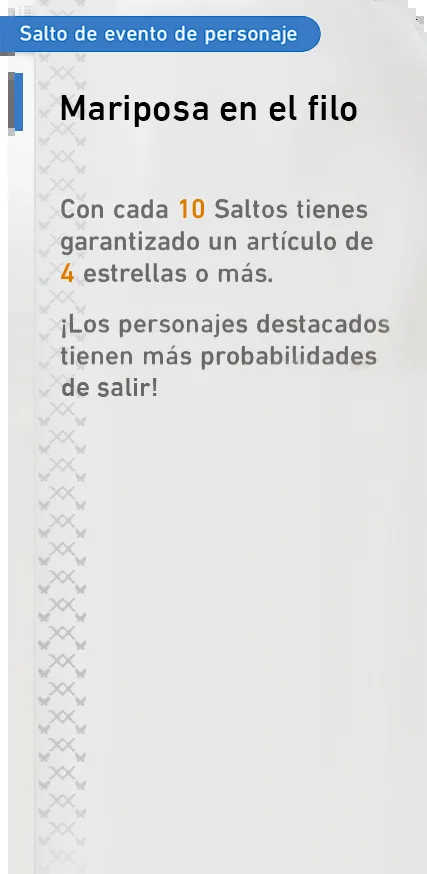 Salto de evento de personaje
Mariposa en el filo
Con cada 10 Saltos tienes
garantizado un artículo de
4 estrellas o más.
¡Los personajes destacados
tienen más probabilidades
de salir!